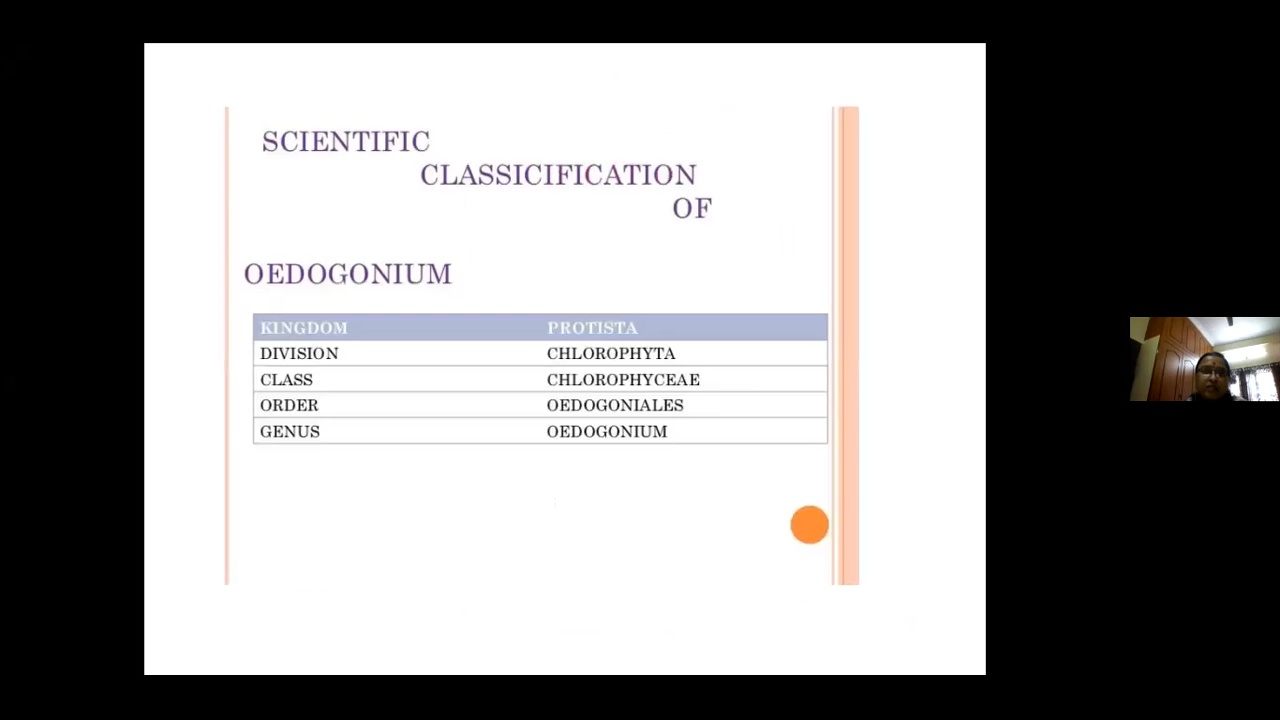 SCIENTIFIC
CLASSICIFICATION
OF
OEDOGONIUM
KINGDOM PROTISTA
DIVISION CHLOROPHYTA
CLASS CHLOROPHYCEAE
ORDER OEDOGONIALES
GENUS OEDOGONIUM